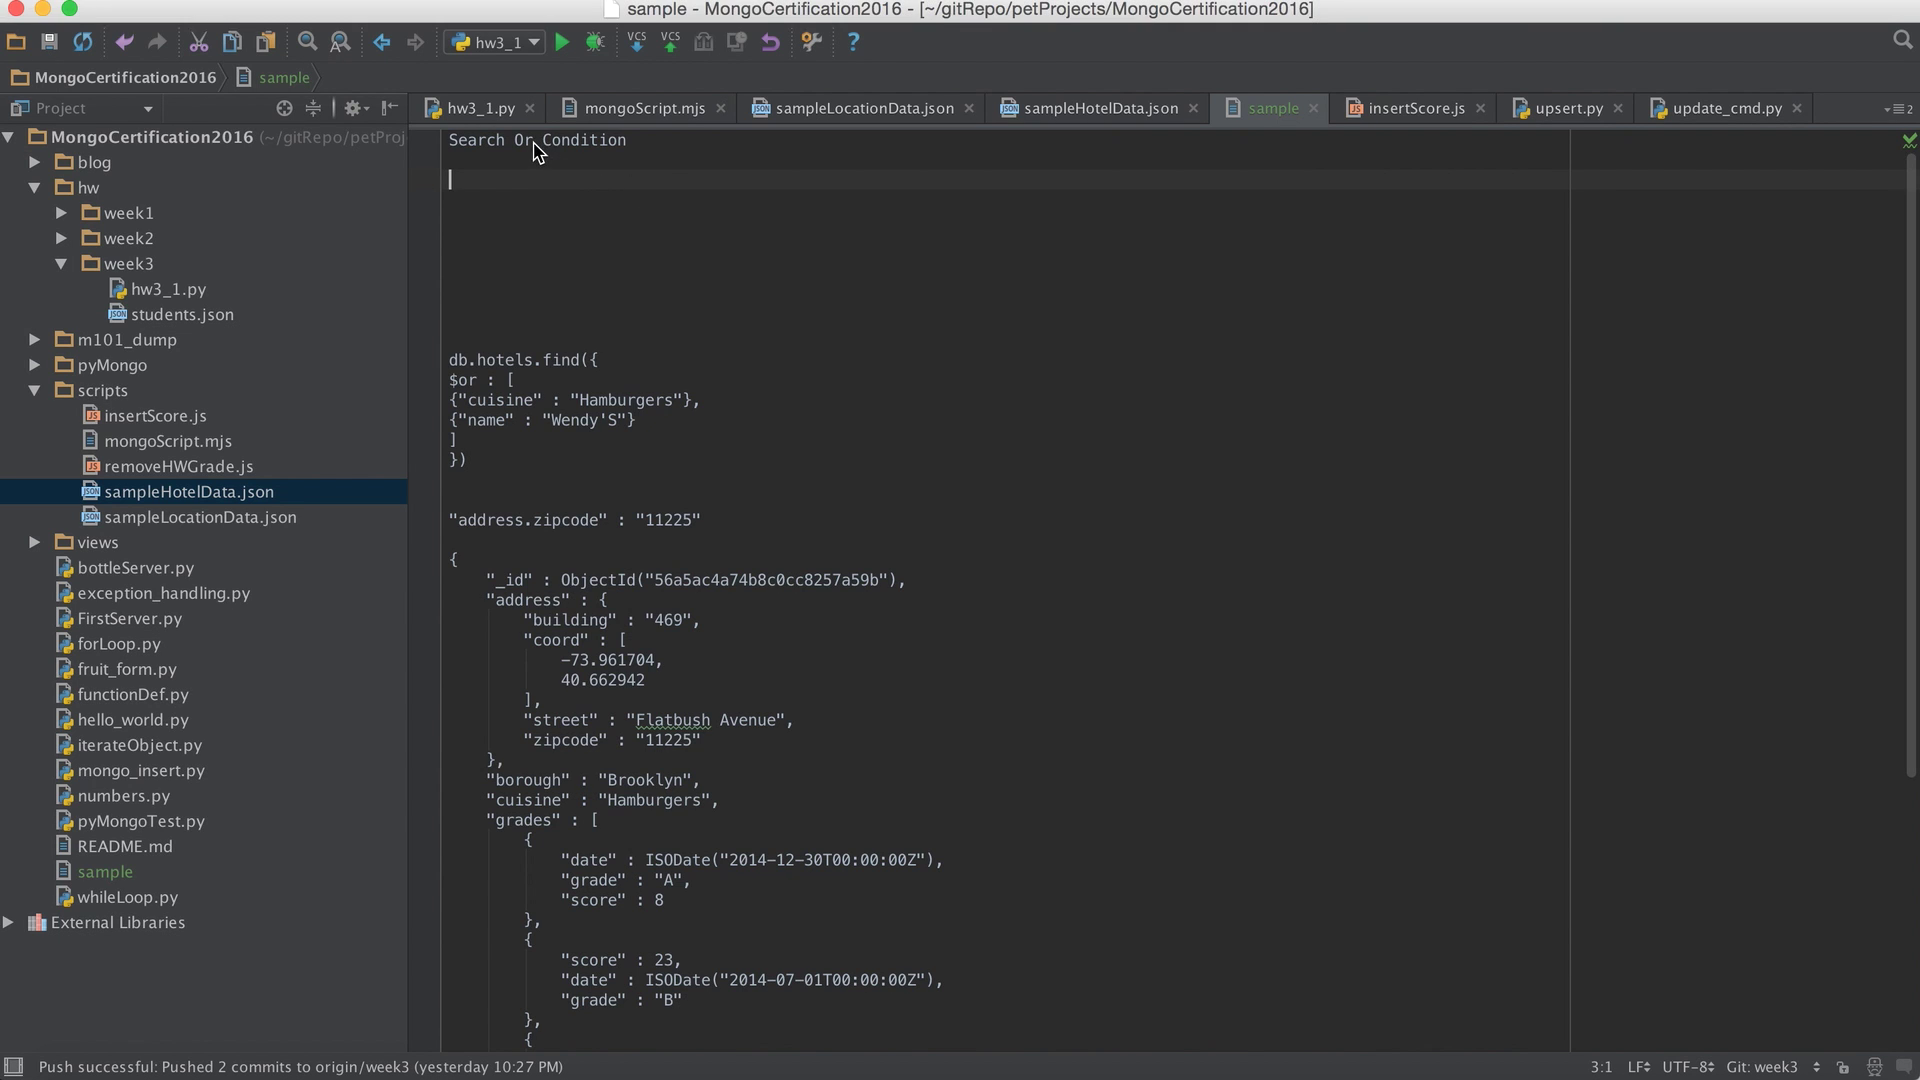 sample - MongoCertification2016 - [~/gitRepo/petProjects/MongoCertification2016]
hw3_1
VCS
VCS
?
MongoCertification2016
sample
Project
hw3_1.py
mongoScript.mjs
sampleLocationData.json
sampleHotelData.json
sample
insertScore.js
upsert.py
update_cmd.py
2
MongoCertification2016 (~/gitRepo/petProj
blog
hw
week1
week2
week3
hw3_1.py
students.json
m101_dump
pyMongo
scripts
insertScore.js
mongoScript.mjs
removeHWGrade.js
sampleHotelData.json
sampleLocationData.json
views
bottleServer.py
exception_handling.py
FirstServer.py
forLoop.py
fruit_form.py
functionDef.py
hello_world.py
iterateObject.py
mongo_insert.py
numbers.py
pyMongoTest.py
README.md
sample
whileLoop.py
External Libraries
Search Or Condition
db.hotels.find({
$or : [
{"cuisine" : "Hamburgers"},
{"name" : "Wendy'S"}
]
})
"address.zipcode" : "11225"
{
"_id" : ObjectId("56a5ac4a74b8c0cc8257a59b"),
"address" : {
"building" : "469",
"coord" : [
-73.961704,
40.662942
],
"street" : "Flatbush Avenue",
"zipcode" : "11225"
},
"borough" : "Brooklyn",
"cuisine" : "Hamburgers",
"grades" : [
{
"date" : ISODate("2014-12-30T00:00:00Z"),
"grade" : "A",
"score" : 8
},
{
"score" : 23,
"date" : ISODate("2014-07-01T00:00:00Z"),
"grade" : "B"
},
{
Push successful: Pushed 2 commits to origin/week3 (yesterday 10:27 PM)
3:1
LF
UTF-8
Git: week3